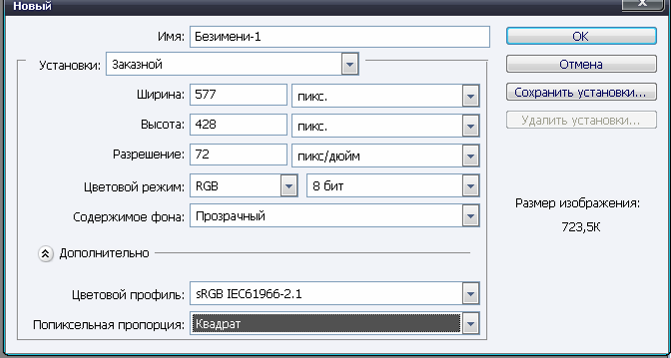 Новый
Имя: Безимени-1
OK
Установки: Заказной
Отмена
Ширина: 577 пикс.
Сохранить установки...
Высота: 428 пикс.
Удалить установки...
Разрешение: 72 пикс/дюйм
Цветовой режим: RGB 8 бит
Содержимое фона: Прозрачный
Размер изображения:
723,5K
Дополнительно
Цветовой профиль: sRGB IEC61966-2.1
Попиксельная пропорция: Квадрат